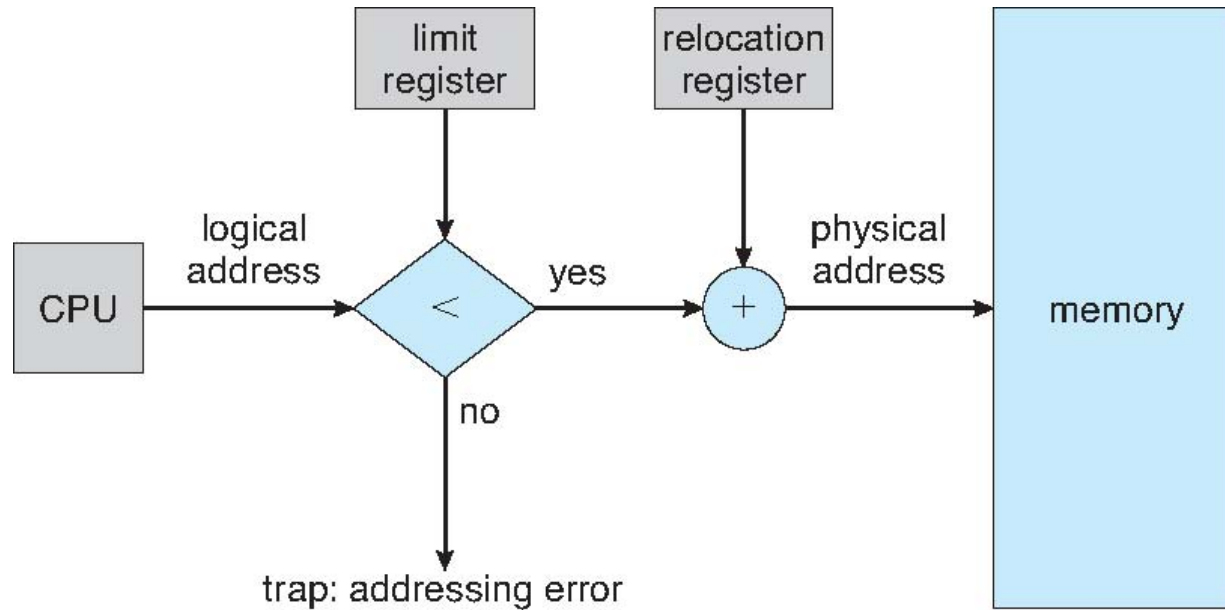 limit
register
relocation
register
logical
address
yes
physical
address
CPU
<
+
memory
no
trap: addressing error